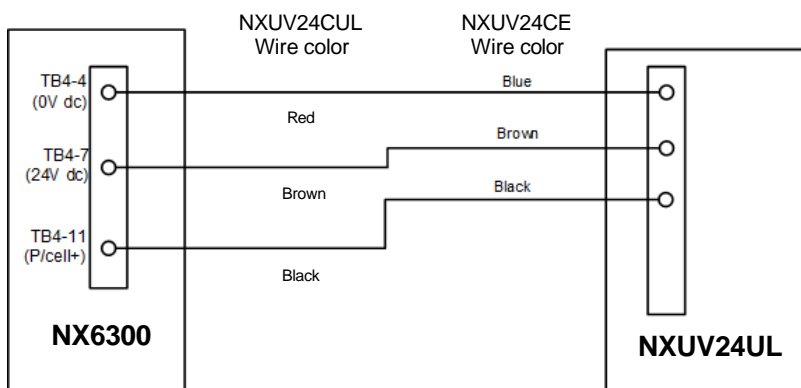 NXUV24CUL
Wire color
NXUV24CE
Wire color
TB4-4
(0V dc)
Blue
Red
TB4-7
(24V dc)
Brown
Brown
Black
TB4-11
(P/cell+)
Black
NX6300
NXUV24UL